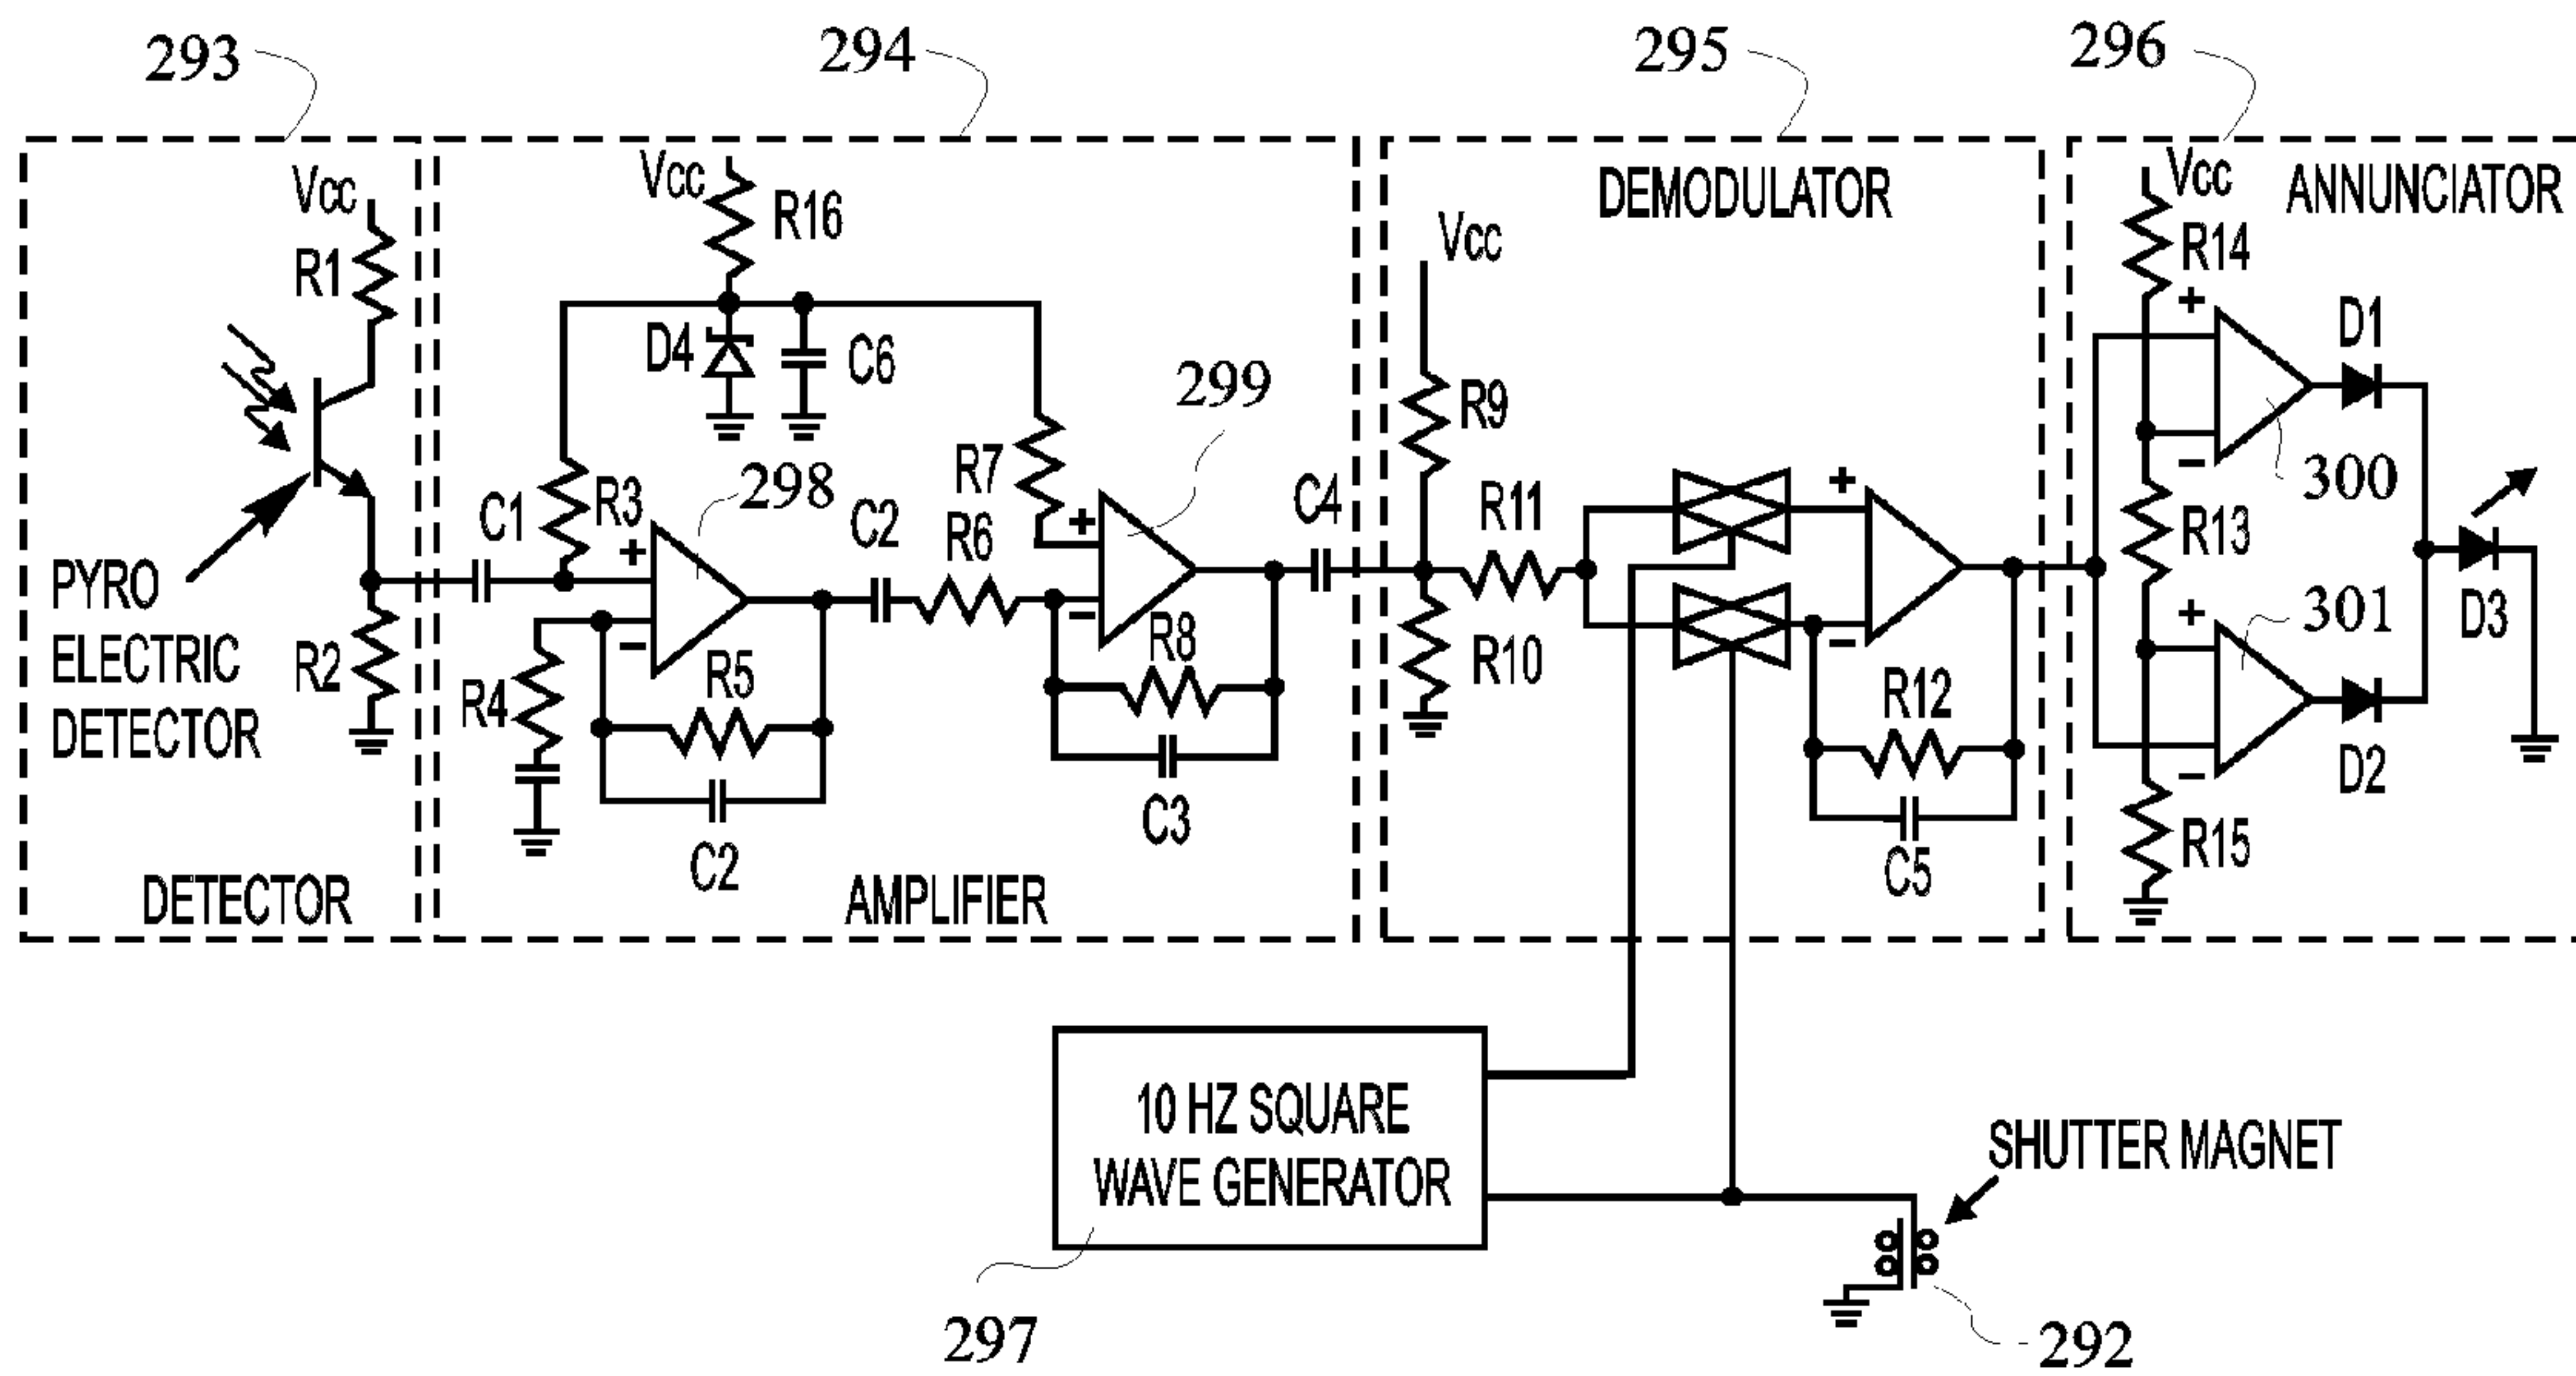 293
294
295
296
Vcc
R1
PYRO
ELECTRIC
DETECTOR
R2
DETECTOR
Vcc
R16
D4
C6
C1
R3
+
298
−
R4
R5
C2
C2
R6
R7
299
+
−
R8
C3
C4
AMPLIFIER
DEMODULATOR
Vcc
R9
R11
R10
+
−
R12
C5
Vcc
ANNUNCIATOR
R14
+
D1
300
−
R13
+
301
D3
−
D2
R15
10 HZ SQUARE
WAVE GENERATOR
297
SHUTTER MAGNET
292